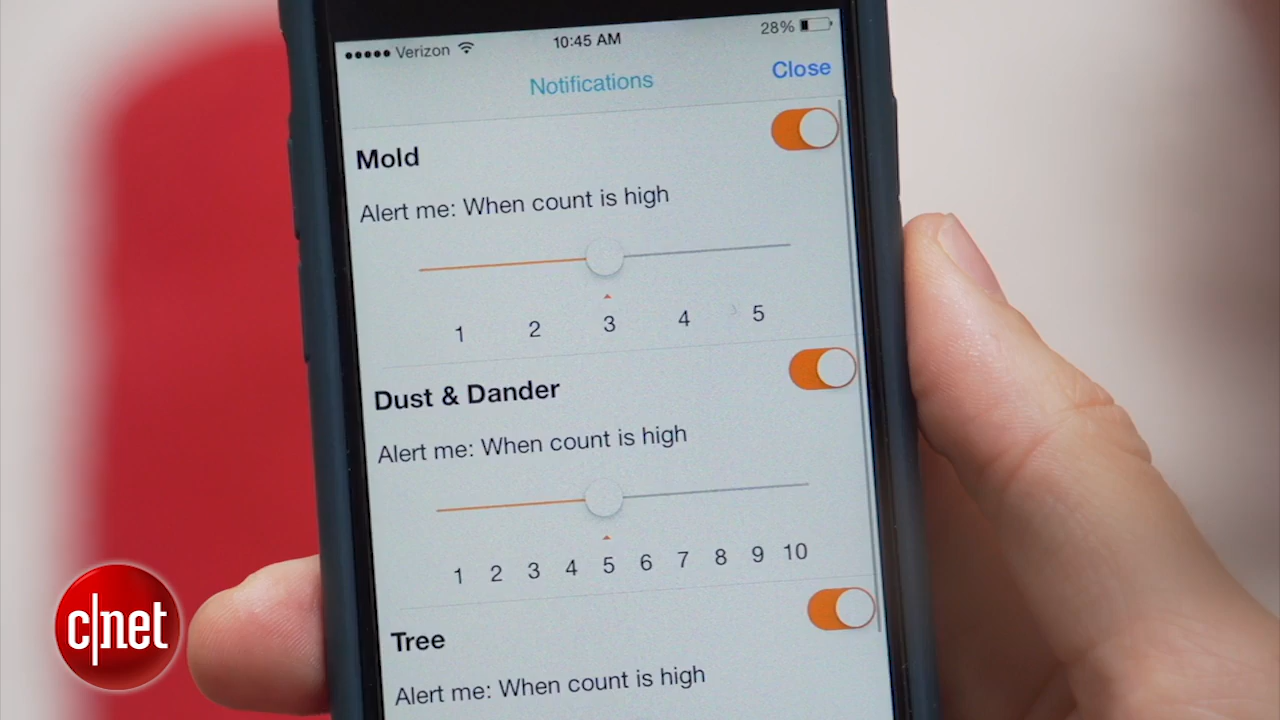 Verizon 10:45 AM 28%
Notifications Close
Mold
Alert me: When count is high
1 2 3 4 5
Dust & Dander
Alert me: When count is high
1 2 3 4 5 6 7 8 9 10
Tree
Alert me: When count is high
c|net